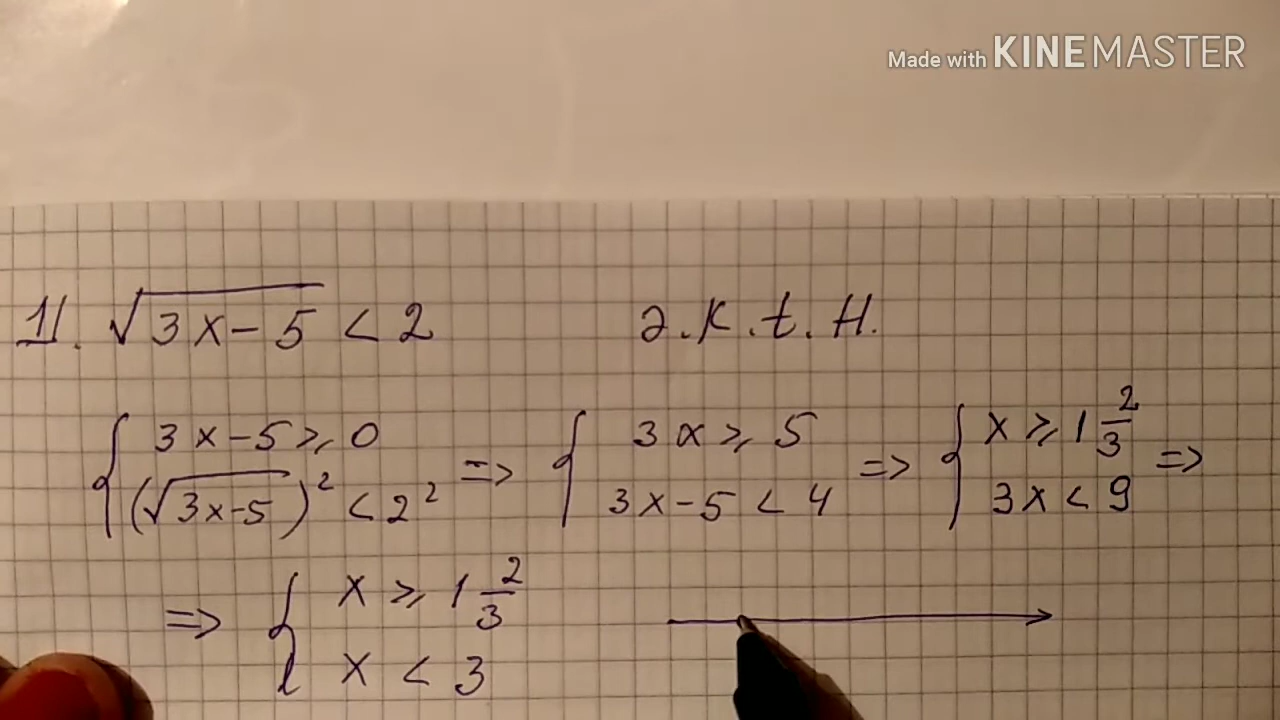 Made with KINEMASTER
11. √(3x-5) < 2 ә.к.т.н.
{ 3x-5 ≥ 0 => { 3x ≥ 5 => { x ≥ 1 2/3 =>
(√(3x-5))² < 2² 3x-5 < 4 3x < 9
=> { x ≥ 1 2/3
x < 3